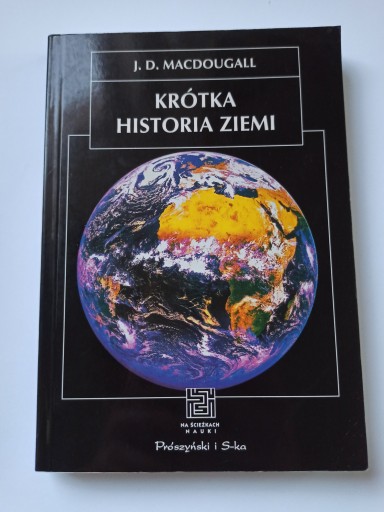 J. D. MACDOUGALL
KRÓTKA
HISTORIA ZIEMI
NA ŚCIEŻKACH
NAUKI
Prószyński i S-ka